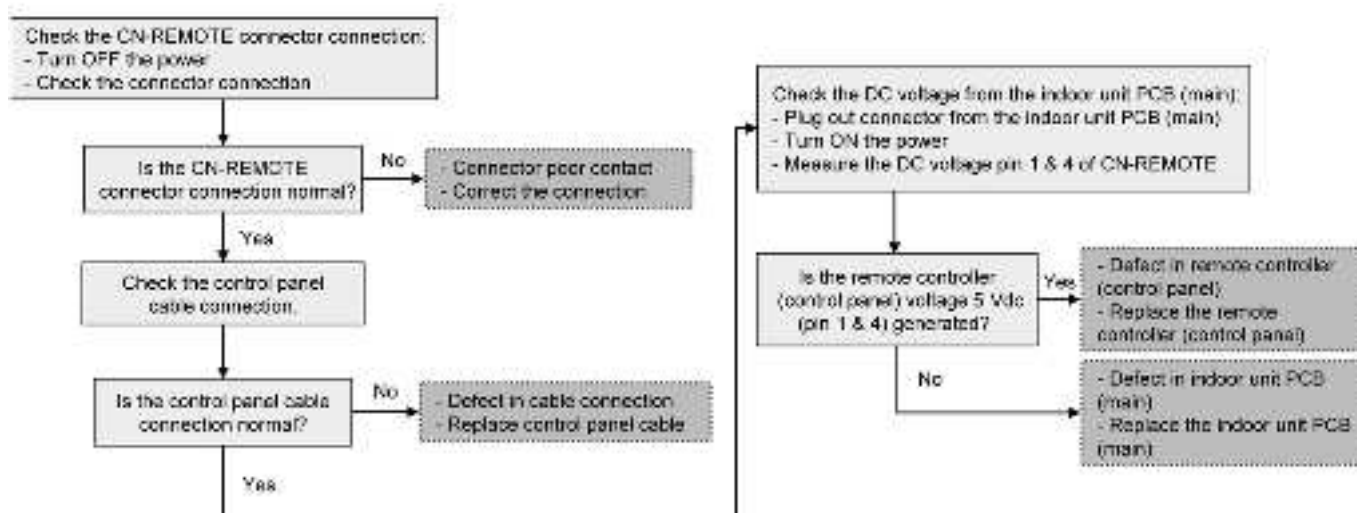 Check the CN-REMOTE connector connection:
- Turn OFF the power
- Check the connector connection
Is the CN-REMOTE
connector connection normal?
No
- Connector poor contact
- Correct the connection
Yes
Check the control panel
cable connection.
Is the control panel cable
connection normal?
No
- Defect in cable connection
- Replace control panel cable
Yes
Check the DC voltage from the indoor unit PCB (main):
- Plug out connector from the indoor unit PCB (main)
- Turn ON the power
- Measure the DC voltage pin 1 & 4 of CN-REMOTE
Is the remote controller
(control panel) voltage 5 Vdc
(pin 1 & 4) generated?
Yes
- Defect in remote controller
(control panel)
- Replace the remote
controller (control panel)
No
- Defect in indoor unit PCB
(main)
- Replace the indoor unit PCB
(main)